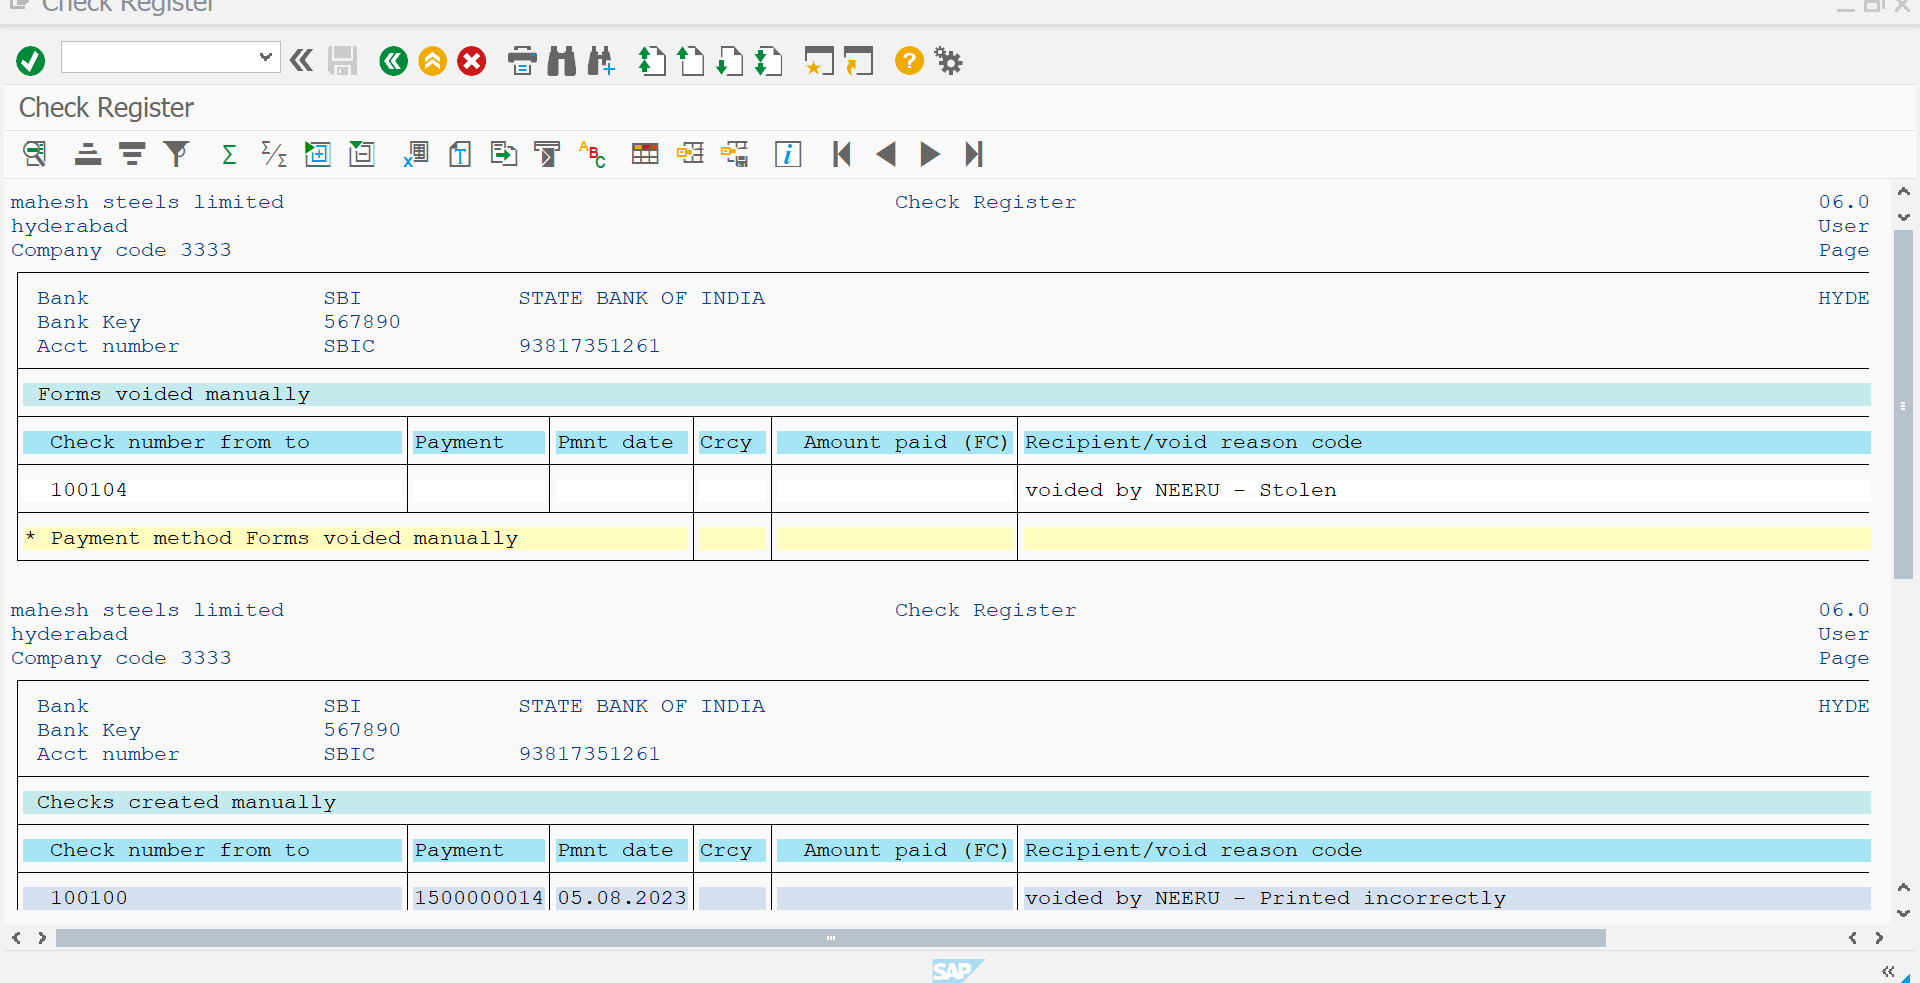 Check Register
Check Register
mahesh steels limited Check Register 06.0
hyderabad User
Company code 3333 Page
Bank SBI STATE BANK OF INDIA HYDE
Bank Key 567890
Acct number SBIC 93817351261
Forms voided manually
Check number from to Payment Pmnt date Crcy Amount paid (FC) Recipient/void reason code
100104 voided by NEERU - Stolen
* Payment method Forms voided manually
mahesh steels limited Check Register 06.0
hyderabad User
Company code 3333 Page
Bank SBI STATE BANK OF INDIA HYDE
Bank Key 567890
Acct number SBIC 93817351261
Checks created manually
Check number from to Payment Pmnt date Crcy Amount paid (FC) Recipient/void reason code
100100 1500000014 05.08.2023 voided by NEERU - Printed incorrectly
SAP